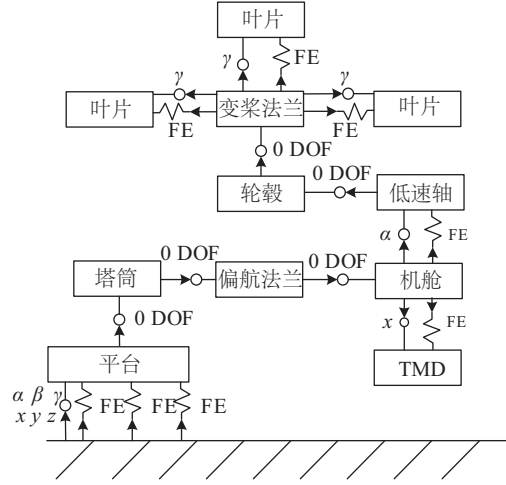 叶片
γ FE
γ γ
叶片 变桨法兰 叶片
FE FE
0 DOF
轮毂 0 DOF 低速轴
α FE
0 DOF 0 DOF
塔筒 偏航法兰 机舱
0 DOF x FE
平台 TMD
α β γ
x y z FE FE FE